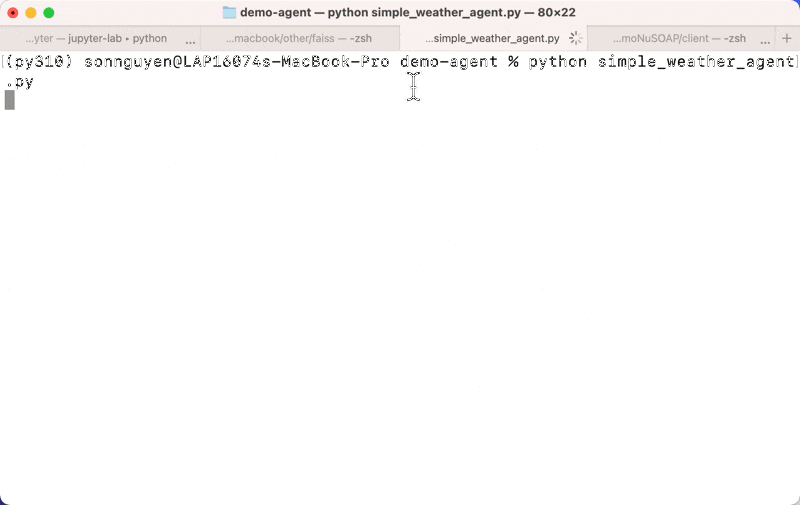 demo-agent — python simple_weather_agent.py — 80×22
...yter — jupyter-lab ▸ python ... ...macbook/other/faiss — -zsh ...simple_weather_agent.py ...moNuSOAP/client — -zsh ... +
[(py310) sonnguyen@LAP16074s-MacBook-Pro demo-agent % python simple_weather_agent]
.py